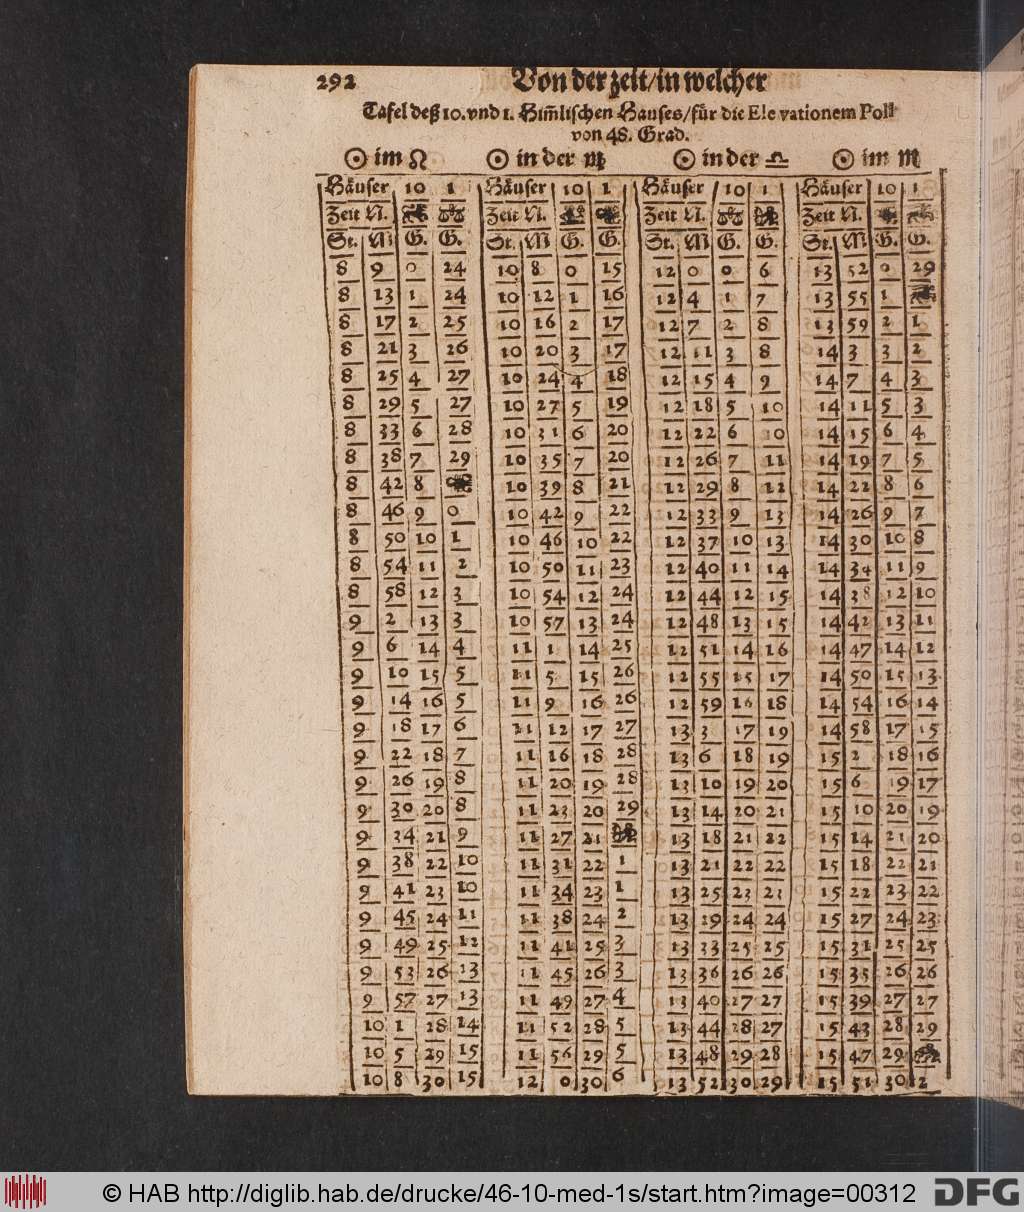 292 Von der zeit/in welcher
Tafel deß 10. vnd 1. Him̃lischen Hauses/für die Elevationem Poli
von 48. Grad.
☉ im ♌ ☉ in der ♍ ☉ in der ♎ ☉ im ♏
Häuser 10 1 Häuser 10 1 Häuser 10 1 Häuser 10 1
Zeit N. ♌ ♎ Zeit N. ♍ ♏ Zeit N. ♎ ♐ Zeit N. ♏ ♐
St. M G. G. St. M G. G. St. M G. G. St. M G. G.
8 9 0 24 10 8 0 15 12 0 0 6 13 52 0 29
8 13 1 24 10 12 1 16 12 4 1 7 13 55 1 ♑
8 17 2 25 10 16 2 17 12 7 2 8 13 59 2 1
8 21 3 26 10 20 3 17 12 11 3 8 14 3 3 2
8 25 4 27 10 24 4 18 12 15 4 9 14 7 4 3
8 29 5 27 10 27 5 19 12 18 5 10 14 11 5 3
8 33 6 28 10 31 6 20 12 22 6 10 14 15 6 4
8 38 7 29 10 35 7 20 12 26 7 11 14 19 7 5
8 42 8 ♏ 10 39 8 21 12 29 8 12 14 22 8 6
8 46 9 0 10 42 9 22 12 33 9 13 14 26 9 7
8 50 10 1 10 46 10 22 12 37 10 13 14 30 10 8
8 54 11 2 10 50 11 23 12 40 11 14 14 34 11 9
8 58 12 3 10 54 12 24 12 44 12 15 14 38 12 10
9 2 13 3 10 57 13 24 12 48 13 15 14 42 13 11
9 6 14 4 11 1 14 25 12 51 14 16 14 47 14 12
9 10 15 5 11 5 15 26 12 55 15 17 14 50 15 13
9 14 16 5 11 9 16 26 12 59 16 18 14 54 16 14
9 18 17 6 11 12 17 27 13 3 17 19 14 58 17 15
9 22 18 7 11 16 18 28 13 6 18 19 15 2 18 16
9 26 19 8 11 20 19 28 13 10 19 20 15 6 19 17
9 30 20 8 11 23 20 29 13 14 20 21 15 10 20 19
9 34 21 9 11 27 21 ♐ 13 18 21 22 15 14 21 20
9 38 22 10 11 31 22 1 13 21 22 22 15 18 22 21
9 41 23 10 11 34 23 1 13 25 23 23 15 22 23 22
9 45 24 11 11 38 24 2 13 29 24 24 15 27 24 23
9 49 25 12 11 41 25 3 13 33 25 25 15 31 25 25
9 53 26 13 11 45 26 3 13 36 26 26 15 35 26 26
9 57 27 13 11 49 27 4 13 40 27 27 15 39 27 27
10 1 28 14 11 52 28 5 13 44 28 27 15 43 28 29
10 5 29 15 11 56 29 5 13 48 29 28 15 47 29 ♒
10 8 30 15 12 0 30 6 13 52 30 29 15 51 30 2
© HAB http://diglib.hab.de/drucke/46-10-med-1s/start.htm?image=00312 DFG